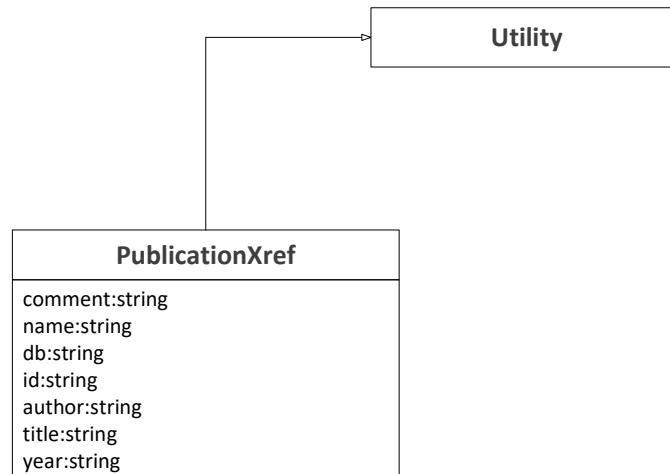 Utility
PublicationXref
comment:string
name:string
db:string
id:string
author:string
title:string
year:string